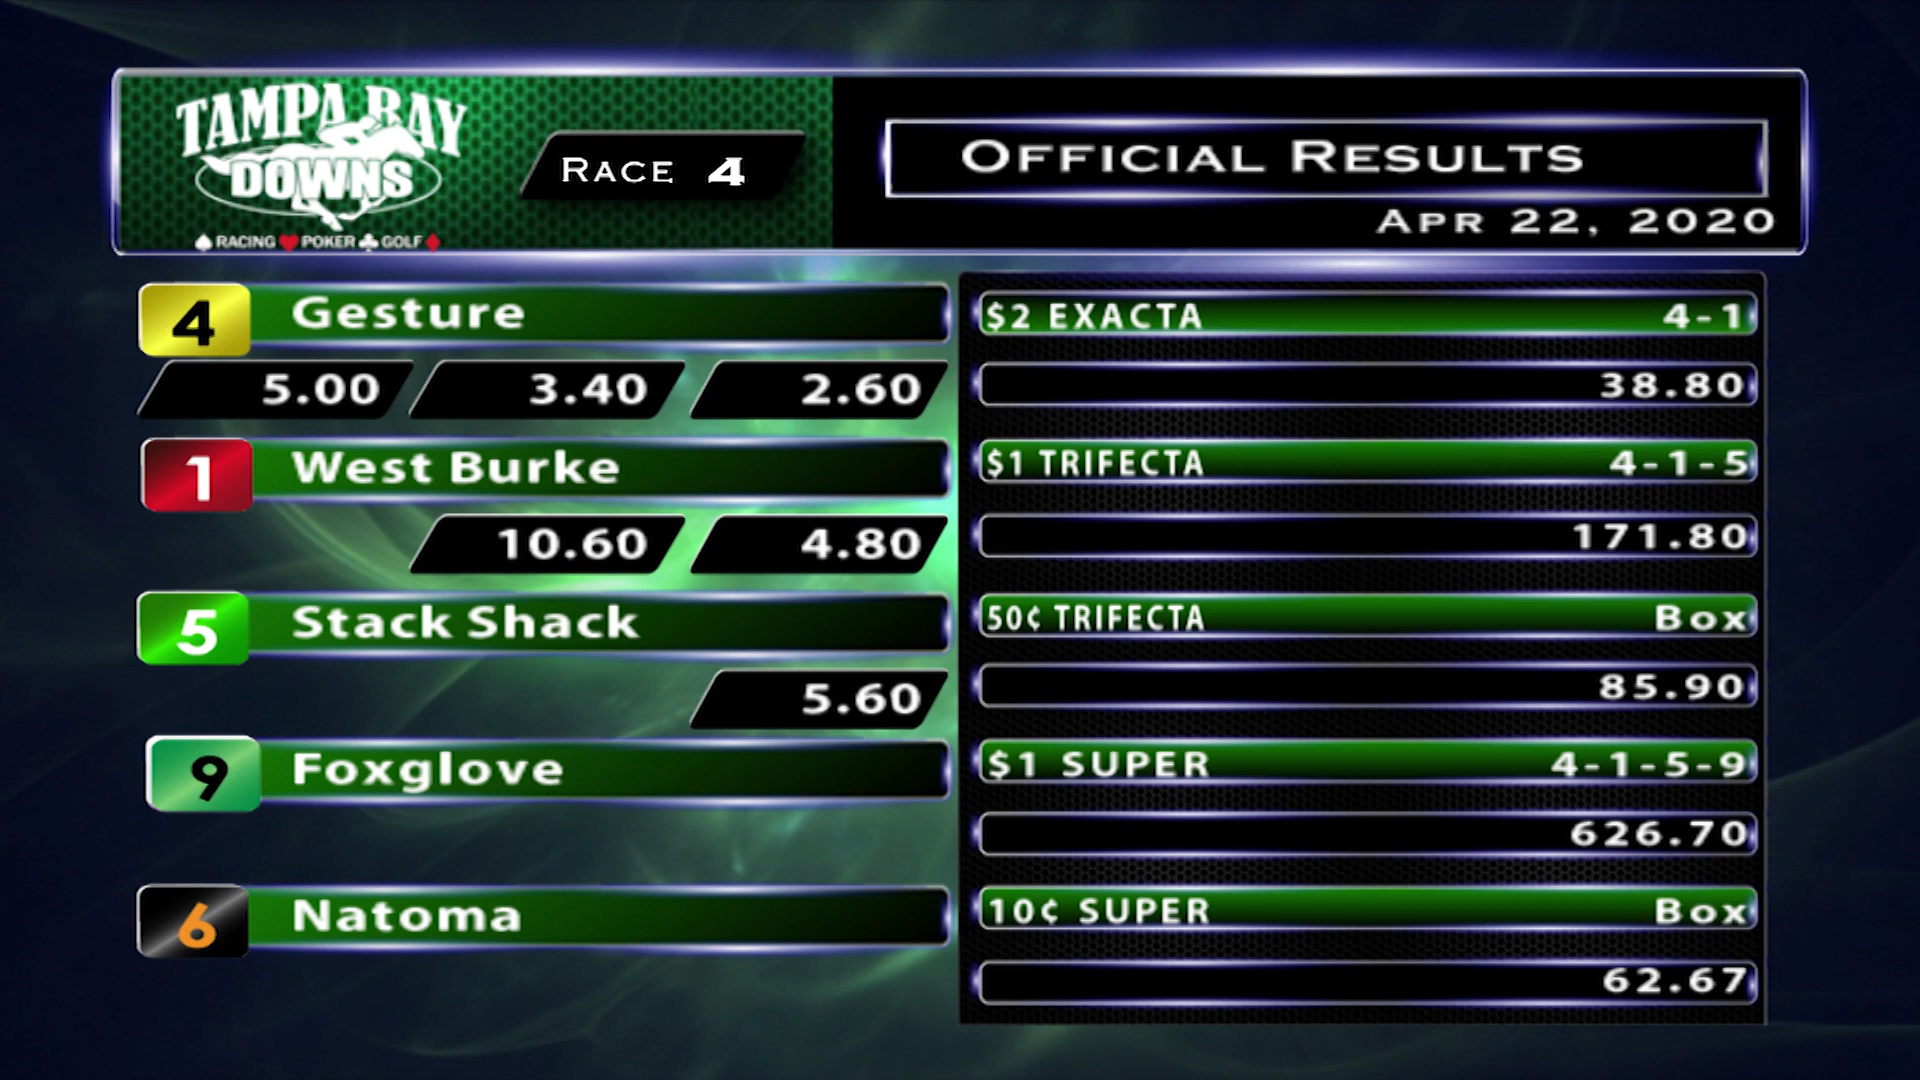 TAMPA BAY
DOWNS
RACING POKER GOLF
RACE 4
OFFICIAL RESULTS
APR 22, 2020
4 Gesture
5.00 3.40 2.60
1 West Burke
10.60 4.80
5 Stack Shack
5.60
9 Foxglove
6 Natoma
$2 EXACTA 4-1
38.80
$1 TRIFECTA 4-1-5
171.80
50¢ TRIFECTA Box
85.90
$1 SUPER 4-1-5-9
626.70
10¢ SUPER Box
62.67